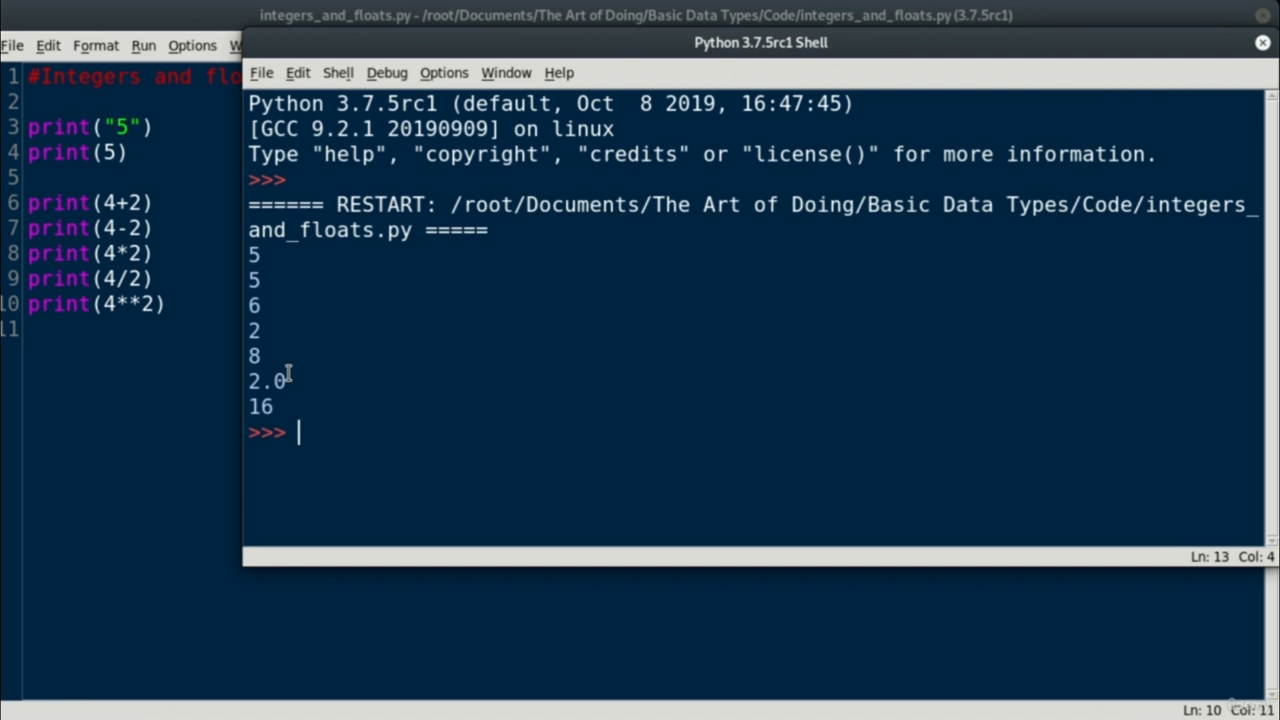 integers_and_floats.py - /root/Documents/The Art of Doing/Basic Data Types/Code/integers_and_floats.py (3.7.5rc1)
File Edit Format Run Options W
1 #Integers and flo
2
3 print("5")
4 print(5)
5
6 print(4+2)
7 print(4-2)
8 print(4*2)
9 print(4/2)
10 print(4**2)
11
Python 3.7.5rc1 Shell
File Edit Shell Debug Options Window Help
Python 3.7.5rc1 (default, Oct  8 2019, 16:47:45)
[GCC 9.2.1 20190909] on linux
Type "help", "copyright", "credits" or "license()" for more information.
>>>
====== RESTART: /root/Documents/The Art of Doing/Basic Data Types/Code/integers_
and_floats.py =====
5
5
6
2
8
2.0
16
>>>
Ln: 13 Col: 4
Ln: 10 Col: 11